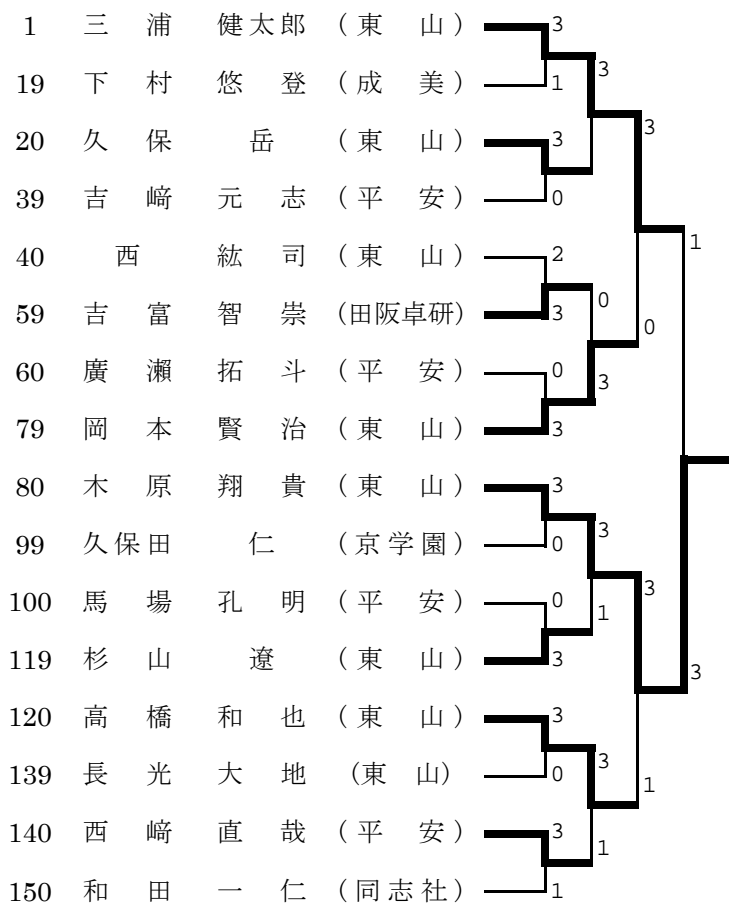 1 三浦健太郎 (東山) 3
3
19 下村悠登 (成美) 1
3
20 久保岳 (東山) 3
39 吉﨑元志 (平安) 0
1
40 西紘司 (東山) 2
0
59 吉富智崇 (田阪卓研) 3
0
60 廣瀨拓斗 (平安) 0
3
79 岡本賢治 (東山) 3
80 木原翔貴 (東山) 3
3
99 久保田仁 (京学園) 0
3
100 馬場孔明 (平安) 0
1
119 杉山遼 (東山) 3
3
120 高橋和也 (東山) 3
3
139 長光大地 (東山) 0
1
140 西﨑直哉 (平安) 3
1
150 和田一仁 (同志社) 1